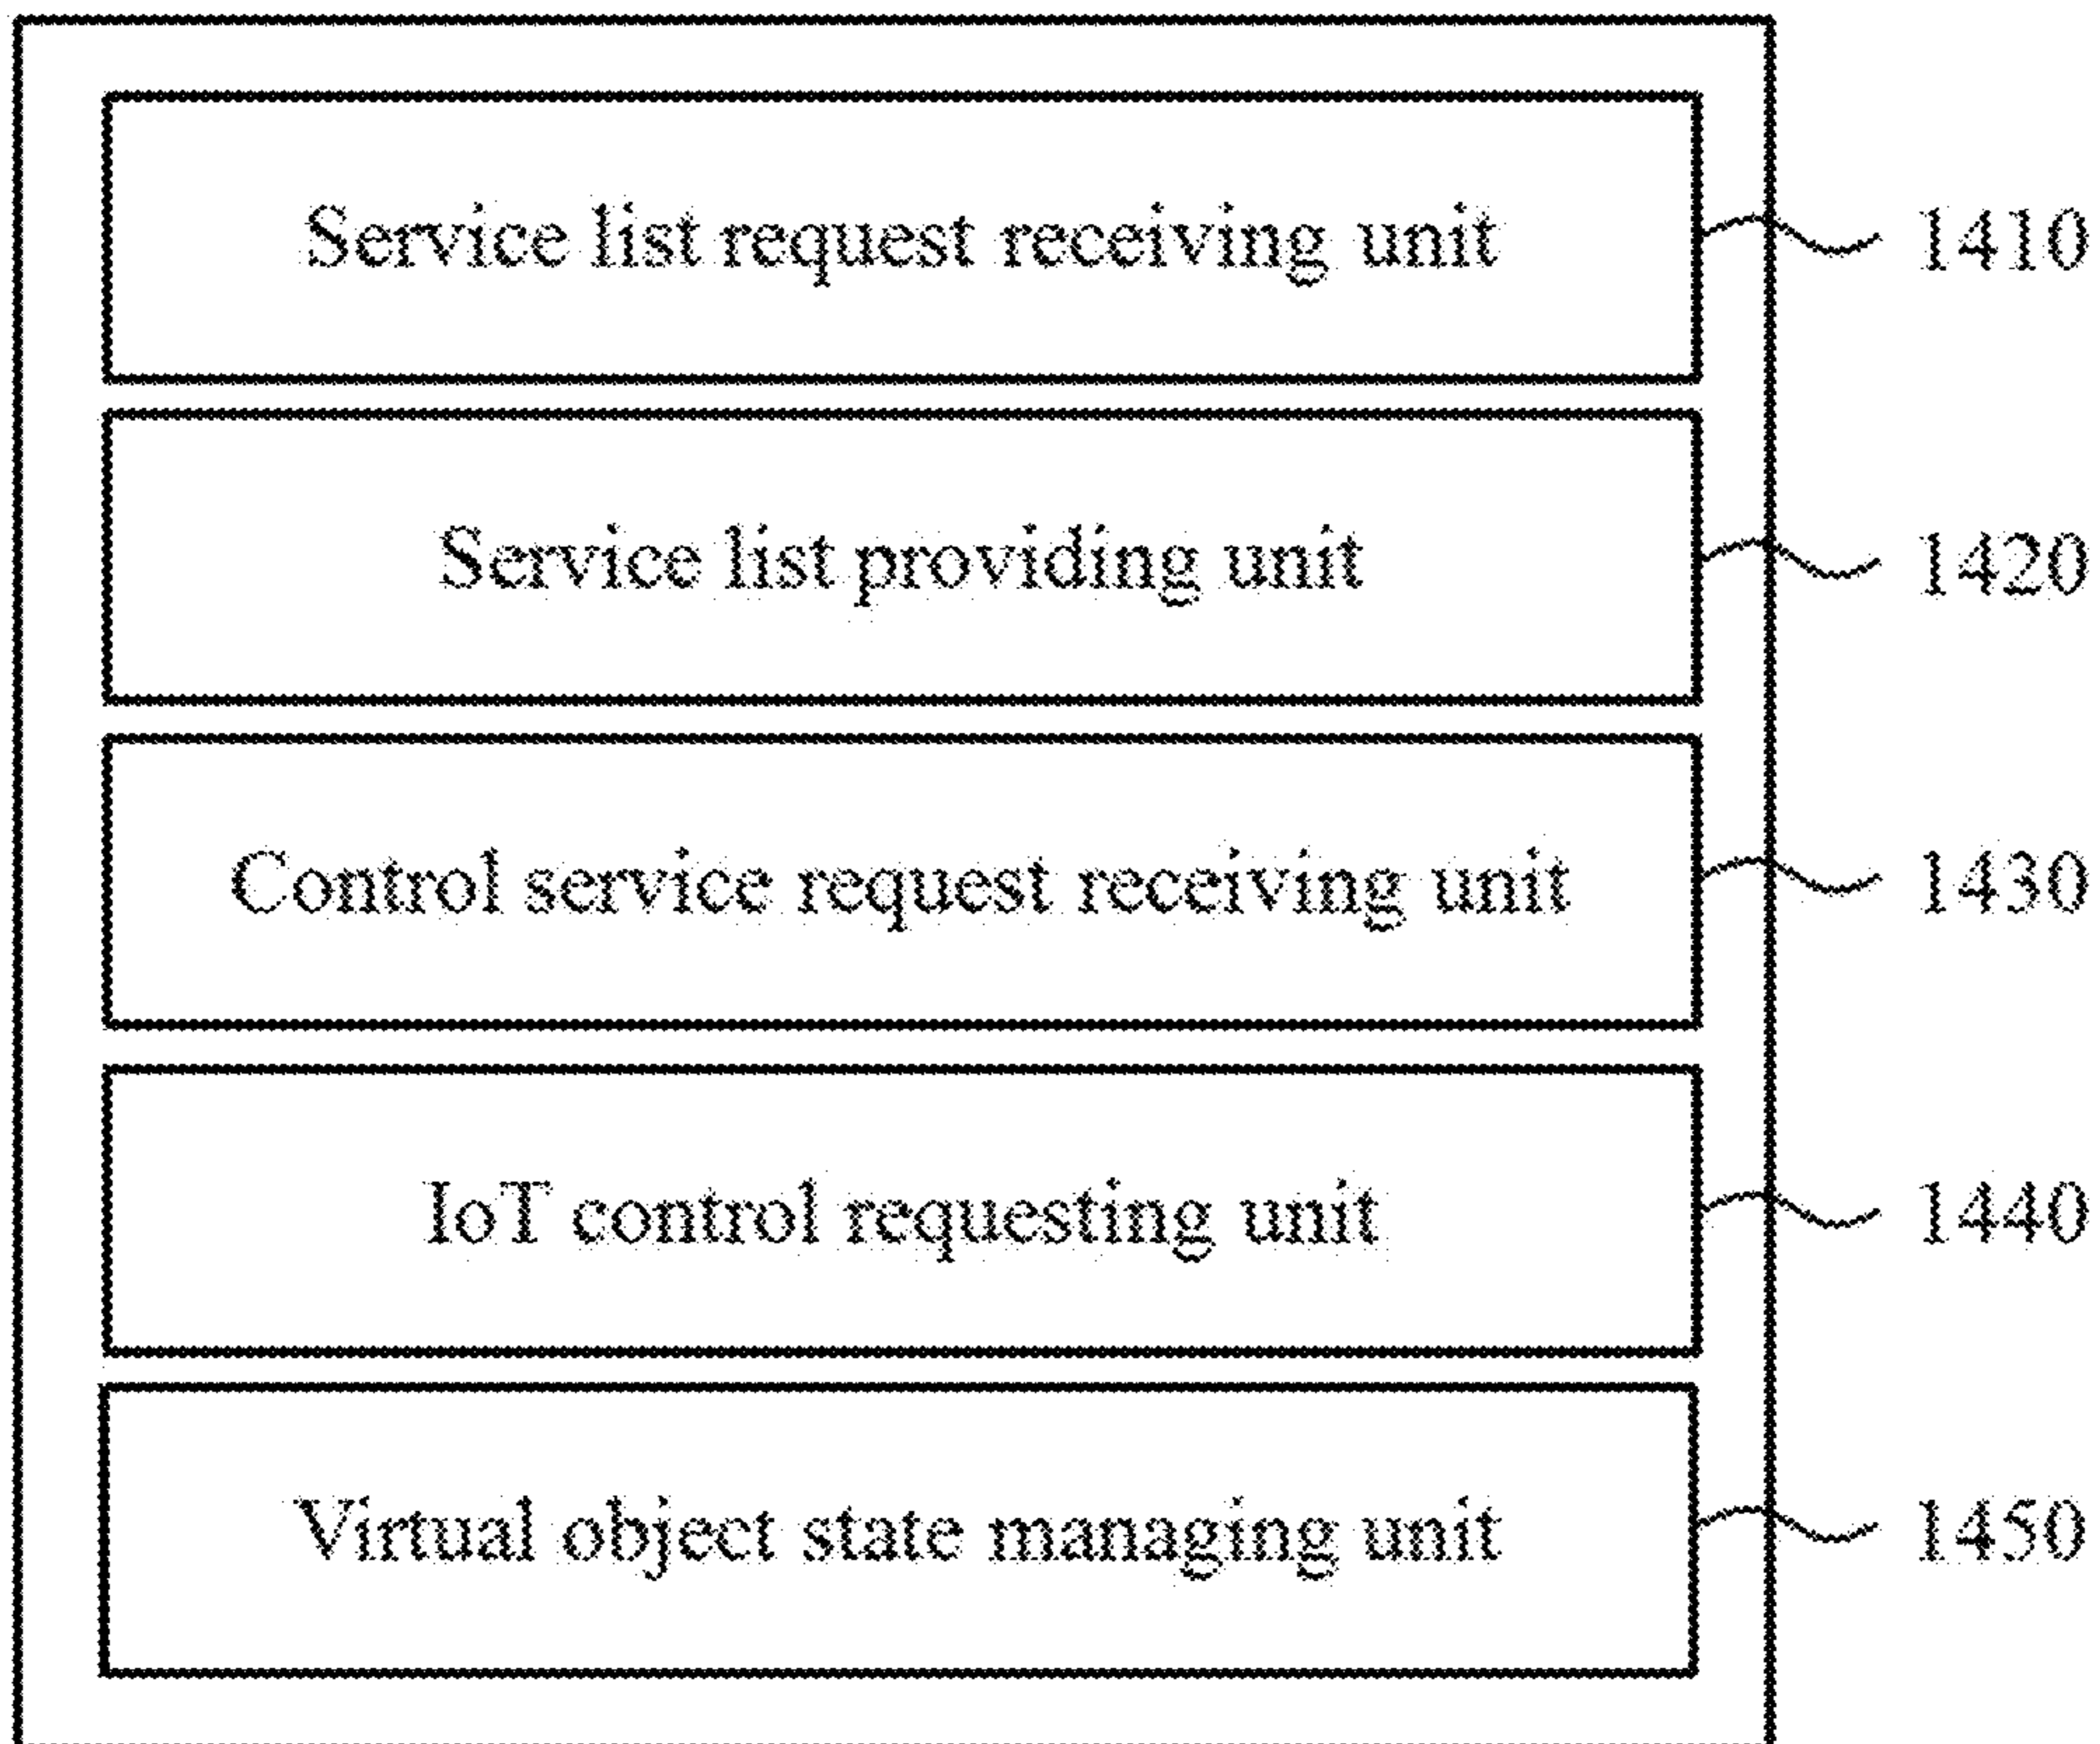 Service list request receiving unit 1410
Service list providing unit 1420
Control service request receiving unit 1430
IoT control requesting unit 1440
Virtual object state managing unit 1450